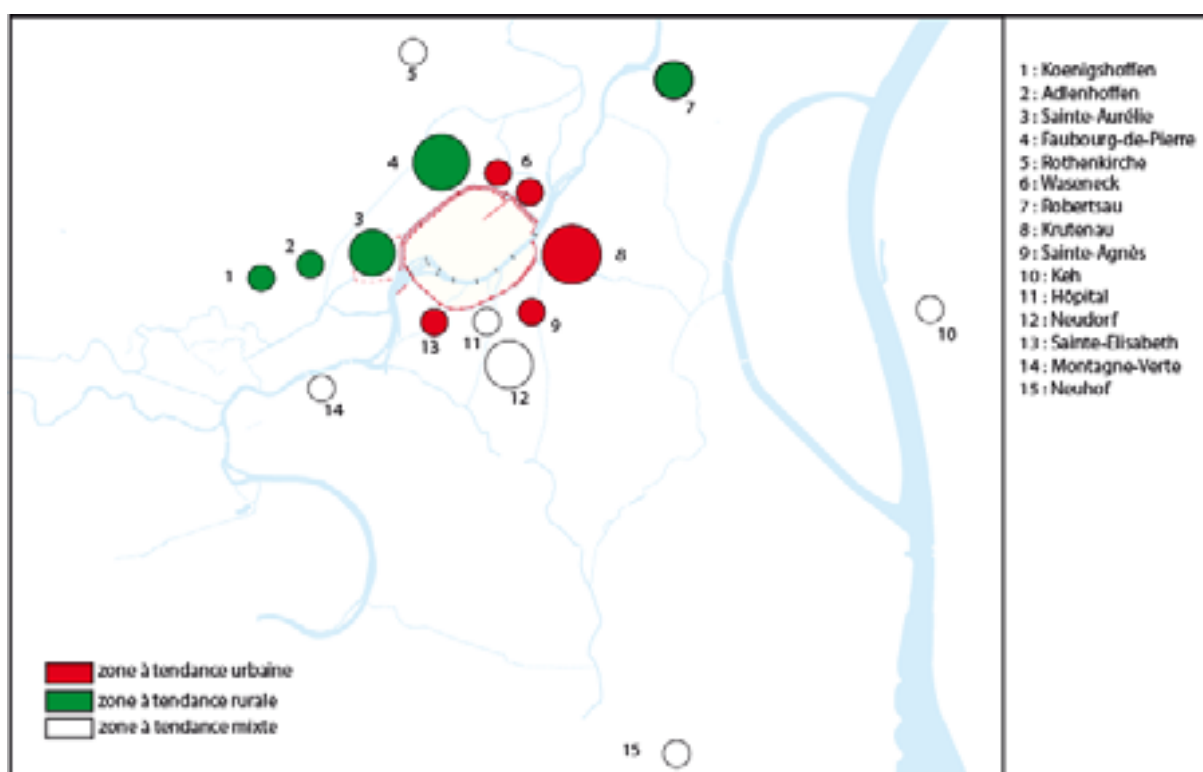 5
7
4
6
3
8
2
1
10
9
11
13
12
14
15
zone à tendance urbaine
zone à tendance rurale
zone à tendance mixte
1 : Koenigshoffen
2 : Adlenhoffen
3 : Sainte-Aurélie
4 : Faubourg-de-Pierre
5 : Rothenkirche
6 : Waseneck
7 : Robertsau
8 : Krutenau
9 : Sainte-Agnès
10 : Keh
11 : Hôpital
12 : Neudorf
13 : Sainte-Elisabeth
14 : Montagne-Verte
15 : Neuhof